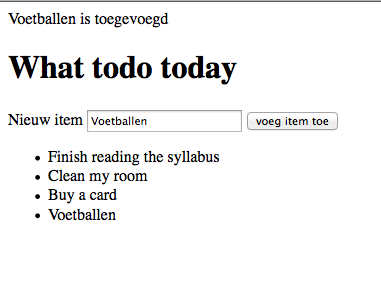 Voetballen is toegevoegd
What todo today
Nieuw item Voetballen voeg item toe
Finish reading the syllabus
Clean my room
Buy a card
Voetballen